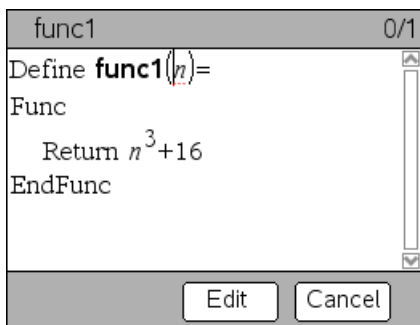 func1 0/1
Define func1(n)=
Func
Return n³+16
EndFunc
Edit Cancel